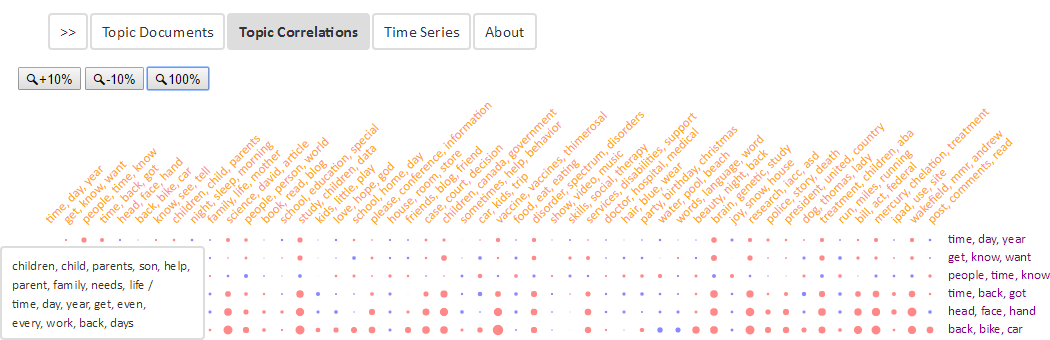 >>
Topic Documents
Topic Correlations
Time Series
About
+10%
-10%
100%
time, day, year
get, know, want
people, time, know
time, back, got
head, face, hand
back, bike, car
know, see, tell
children, child, parents
night, sleep, morning
family, life, mother
science, david, article
people, person, world
book, read, blog
school, education, special
study, children, data
kids, little, play
love, hope, god
school, home, day
please, conference, information
house, room, store
friends, blog, friend
case, court, decision
children, canada, government
sometimes, help, behavior
car, kids, trip
vaccine, vaccines, thimerosal
food, eat, eating
disorder, spectrum, disorders
show, video, music
skills, social, therapy
services, disabilities, support
doctor, hospital, medical
hair, blue, wear
party, birthday, christmas
water, pool, beach
words, language, word
beauty, night, back
brain, genetic, study
joy, snow, house
research, iacc, asd
police, story, death
president, united, country
dog, thomas, lady
treatment, children, aba
run, miles, running
bill, act, federal
mercury, chelation, treatment
ipad, use, site
wakefield, mmr, andrew
post, comments, read
time, day, year
get, know, want
people, time, know
time, back, got
head, face, hand
back, bike, car
children, child, parents, son, help,
parent, family, needs, life /
time, day, year, get, even,
every, work, back, days